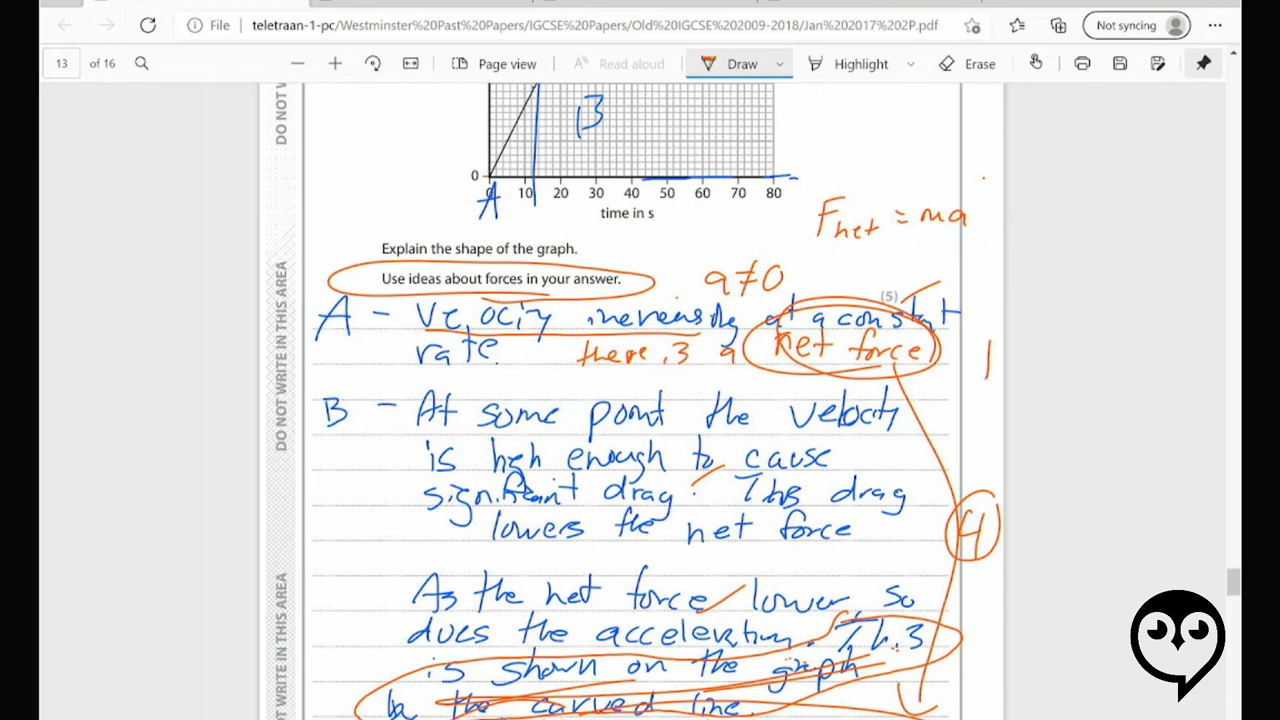 File
teletraan-1-pc/Westminster%20Past%20Papers/IGCSE%20Papers/Old%20IGCSE%202009-2018/Jan%202017%202P.pdf
Not syncing
13 of 16
Page view
Read aloud
Draw
Highlight
Erase
DO NOT V
B
0
0 10 20 30 40 50 60 70 80
A
time in s
Fnet = ma
Explain the shape of the graph.
Use ideas about forces in your answer.
a≠0
(5)
A - Velocity increasing at a constant
rate. there is a net force
1
DO NOT WRITE IN THIS AREA
B - At some point the velocity
is high enough to cause
significant drag. This drag
lowers the net force
4
As the net force lower, so
does the acceleration. This
is shown on the graph
by the curved line.
DO NOT WRITE IN THIS AREA